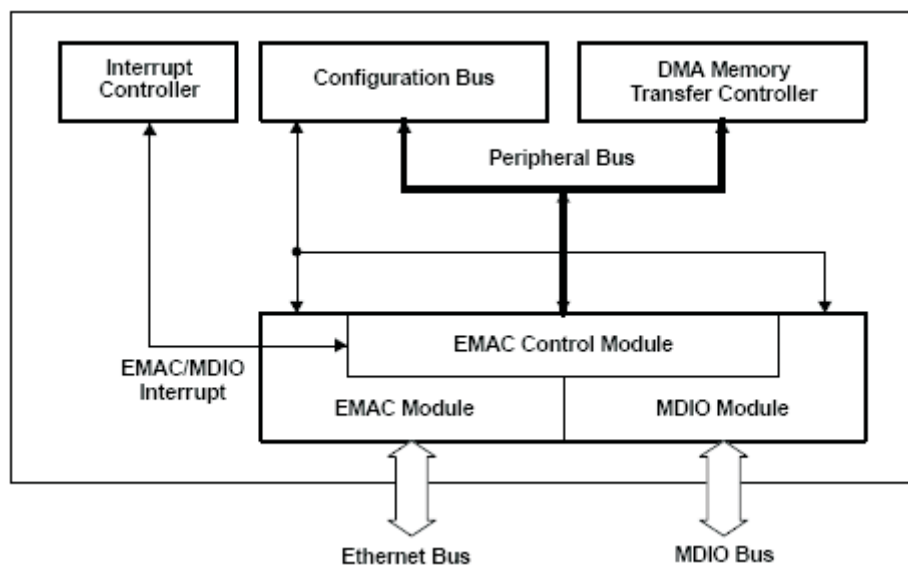 Interrupt
Controller
Configuration Bus
DMA Memory
Transfer Controller
Peripheral Bus
EMAC Control Module
EMAC/MDIO
Interrupt
EMAC Module
MDIO Module
Ethernet Bus
MDIO Bus